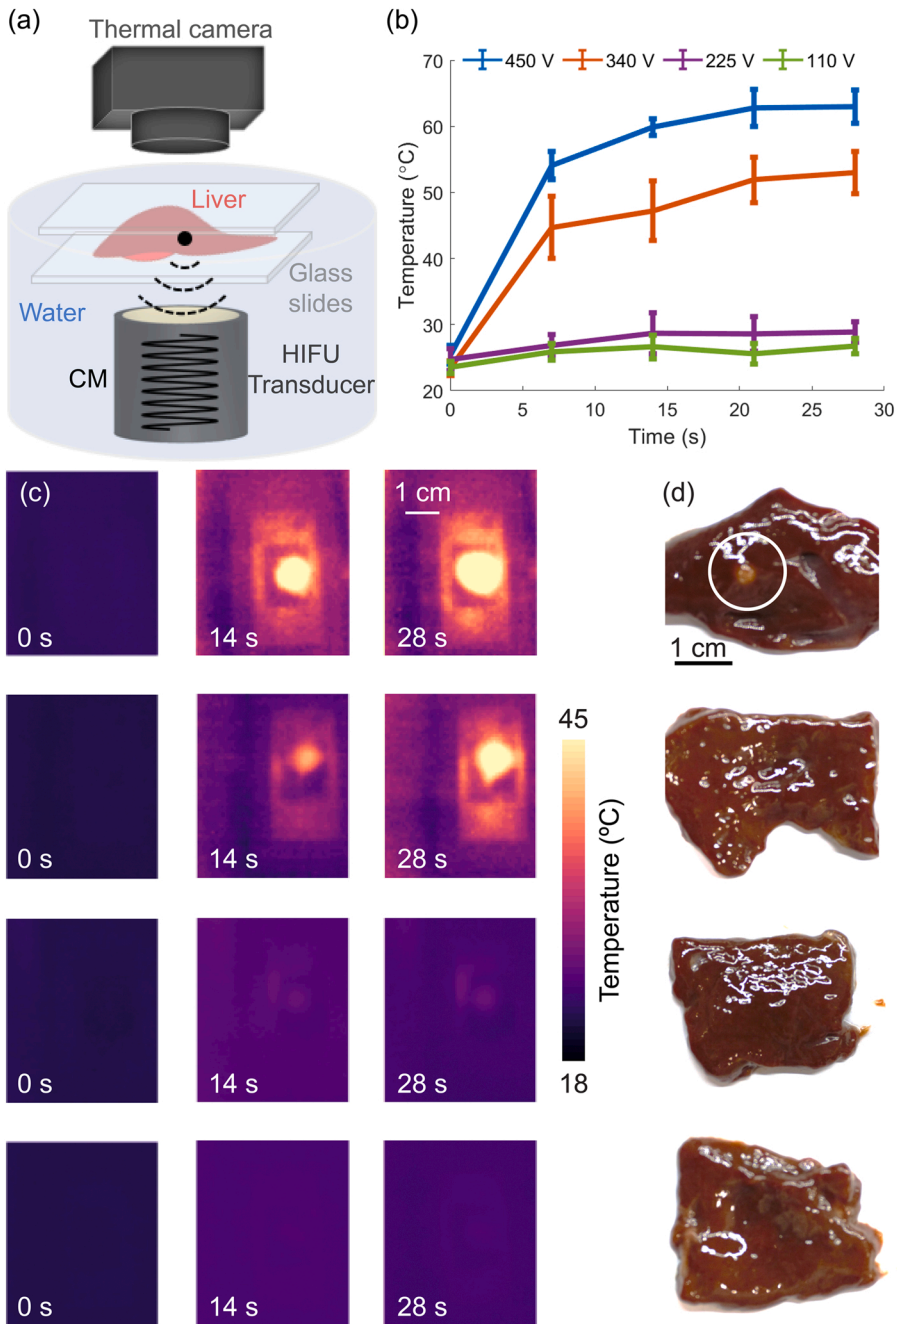 (a)
Thermal camera
Liver
Glass
slides
Water
HIFU
Transducer
CM
(b)
450 V 340 V 225 V 110 V
70
60
50
40
30
20
Temperature (°C)
0 5 10 15 20 25 30
Time (s)
(c)
0 s
14 s
1 cm
28 s
0 s
14 s
28 s
0 s
14 s
28 s
0 s
14 s
28 s
45
Temperature (ºC)
18
(d)
1 cm